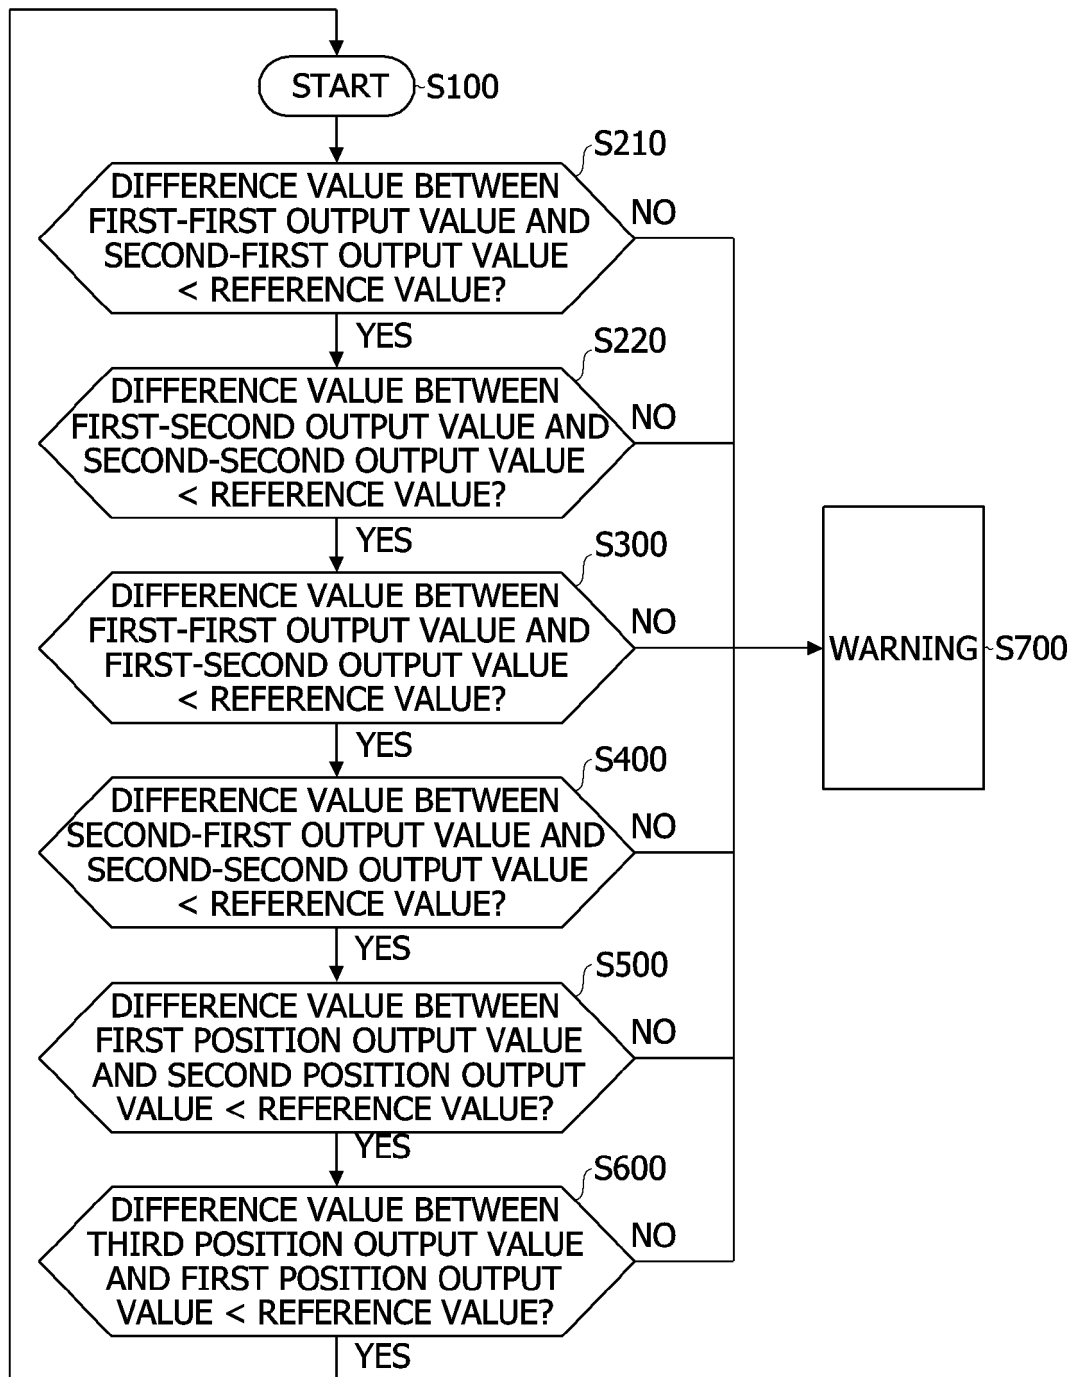 START
S100
S210
DIFFERENCE VALUE BETWEEN
FIRST-FIRST OUTPUT VALUE AND
SECOND-FIRST OUTPUT VALUE
< REFERENCE VALUE?
NO
YES
S220
DIFFERENCE VALUE BETWEEN
FIRST-SECOND OUTPUT VALUE AND
SECOND-SECOND OUTPUT VALUE
< REFERENCE VALUE?
NO
YES
S300
DIFFERENCE VALUE BETWEEN
FIRST-FIRST OUTPUT VALUE AND
FIRST-SECOND OUTPUT VALUE
< REFERENCE VALUE?
NO
WARNING
S700
YES
S400
DIFFERENCE VALUE BETWEEN
SECOND-FIRST OUTPUT VALUE AND
SECOND-SECOND OUTPUT VALUE
< REFERENCE VALUE?
NO
YES
S500
DIFFERENCE VALUE BETWEEN
FIRST POSITION OUTPUT VALUE
AND SECOND POSITION OUTPUT
VALUE < REFERENCE VALUE?
NO
YES
S600
DIFFERENCE VALUE BETWEEN
THIRD POSITION OUTPUT VALUE
AND FIRST POSITION OUTPUT
VALUE < REFERENCE VALUE?
NO
YES